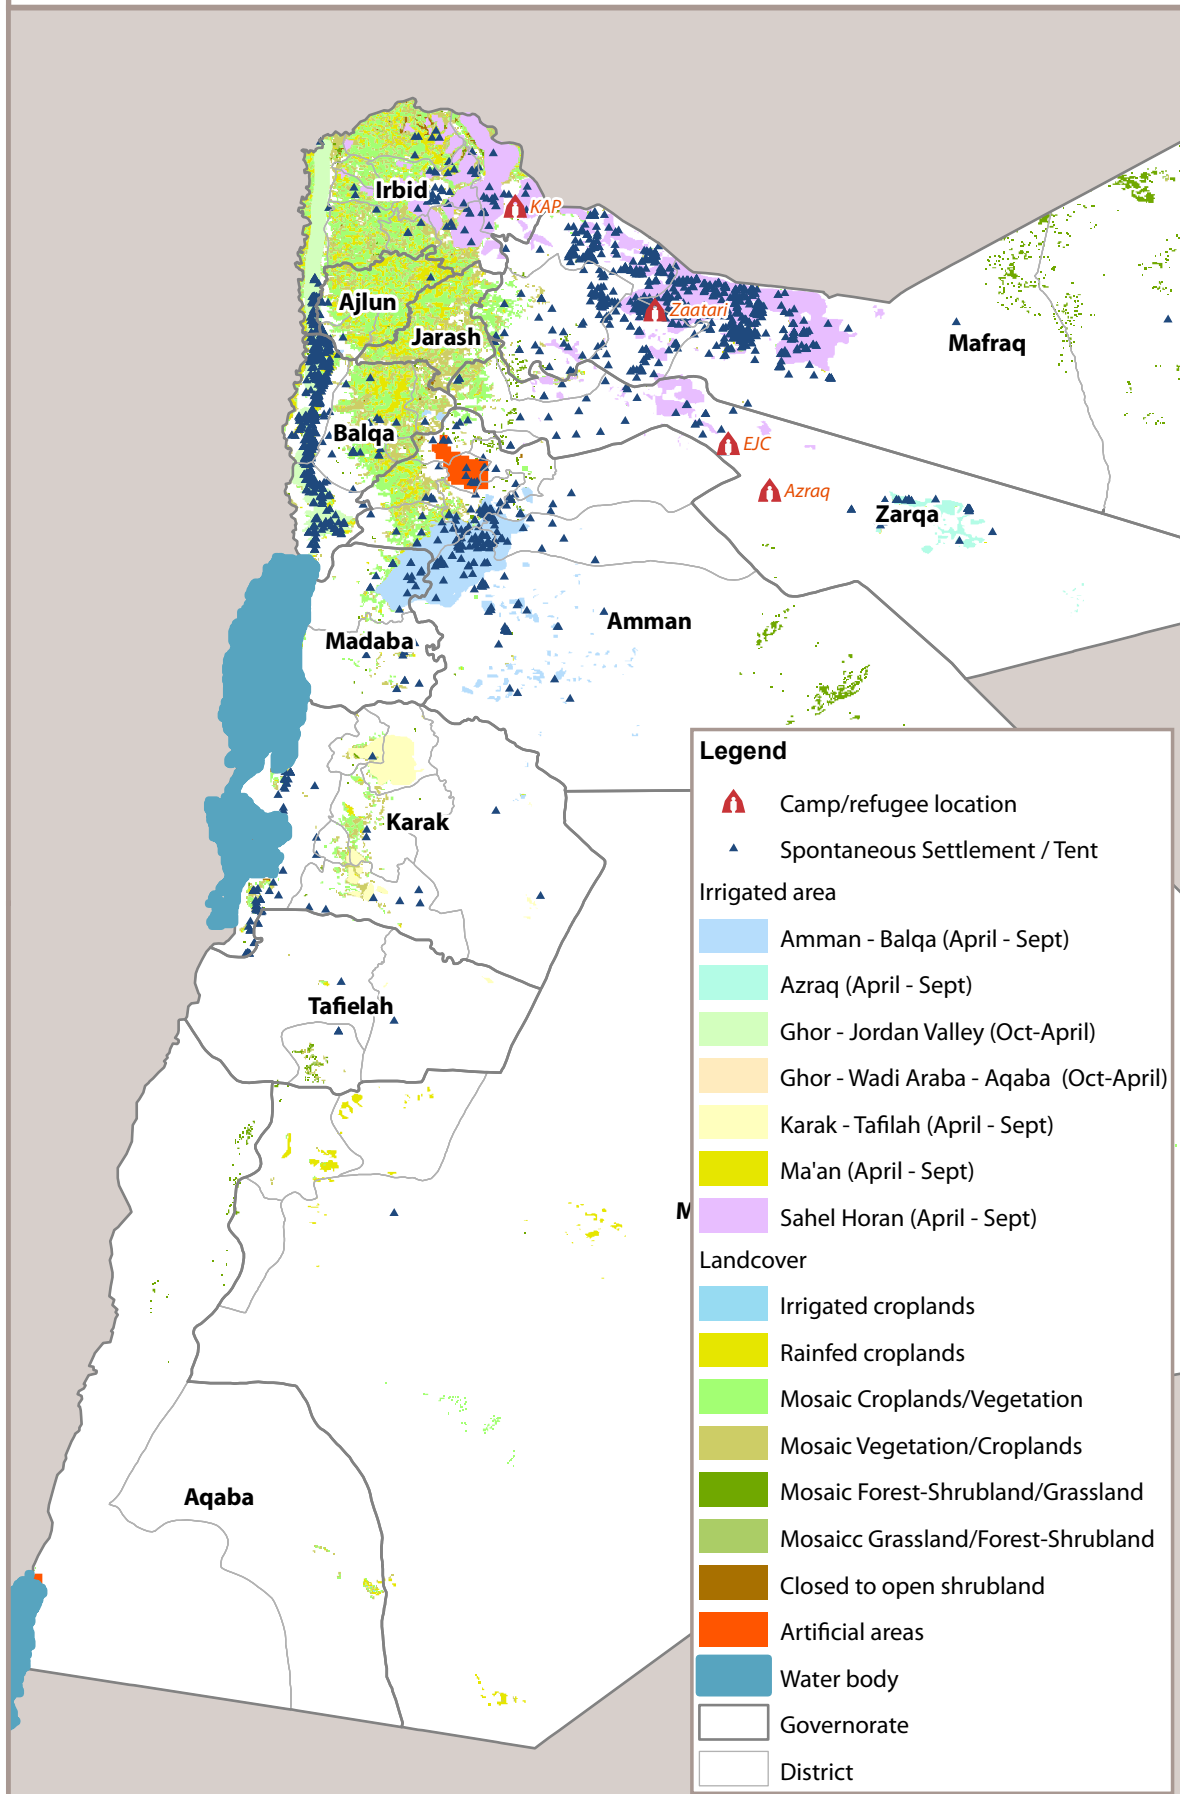 Irbid
KAP
Ajlun
Zaatari
Jarash
Mafraq
Balqa
EJC
Azraq
Zarqa
Amman
Madaba
Karak
Tafielah
M
Aqaba
Legend
Camp/refugee location
Spontaneous Settlement / Tent
Irrigated area
Amman - Balqa (April - Sept)
Azraq (April - Sept)
Ghor - Jordan Valley (Oct-April)
Ghor - Wadi Araba - Aqaba (Oct-April)
Karak - Tafilah (April - Sept)
Ma'an (April - Sept)
Sahel Horan (April - Sept)
Landcover
Irrigated croplands
Rainfed croplands
Mosaic Croplands/Vegetation
Mosaic Vegetation/Croplands
Mosaic Forest-Shrubland/Grassland
Mosaicc Grassland/Forest-Shrubland
Closed to open shrubland
Artificial areas
Water body
Governorate
District